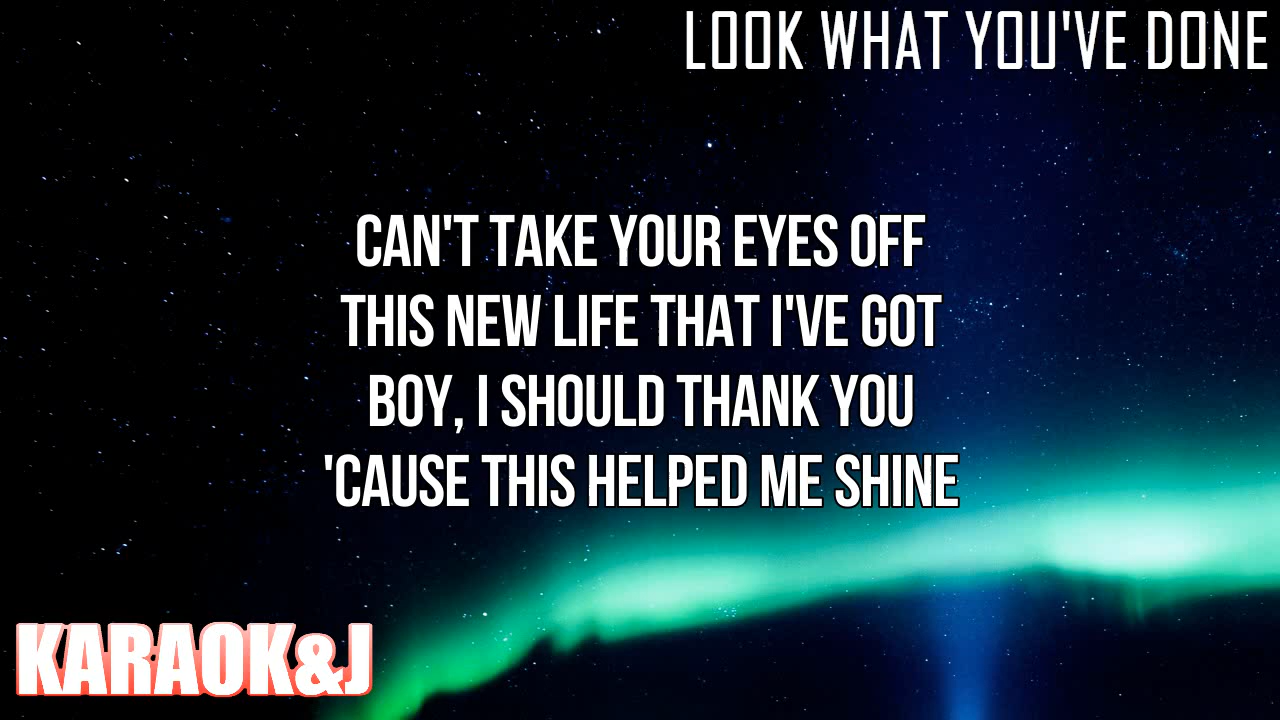 LOOK WHAT YOU'VE DONE
CAN'T TAKE YOUR EYES OFF
THIS NEW LIFE THAT I'VE GOT
BOY, I SHOULD THANK YOU
'CAUSE THIS HELPED ME SHINE
KARAOK&J